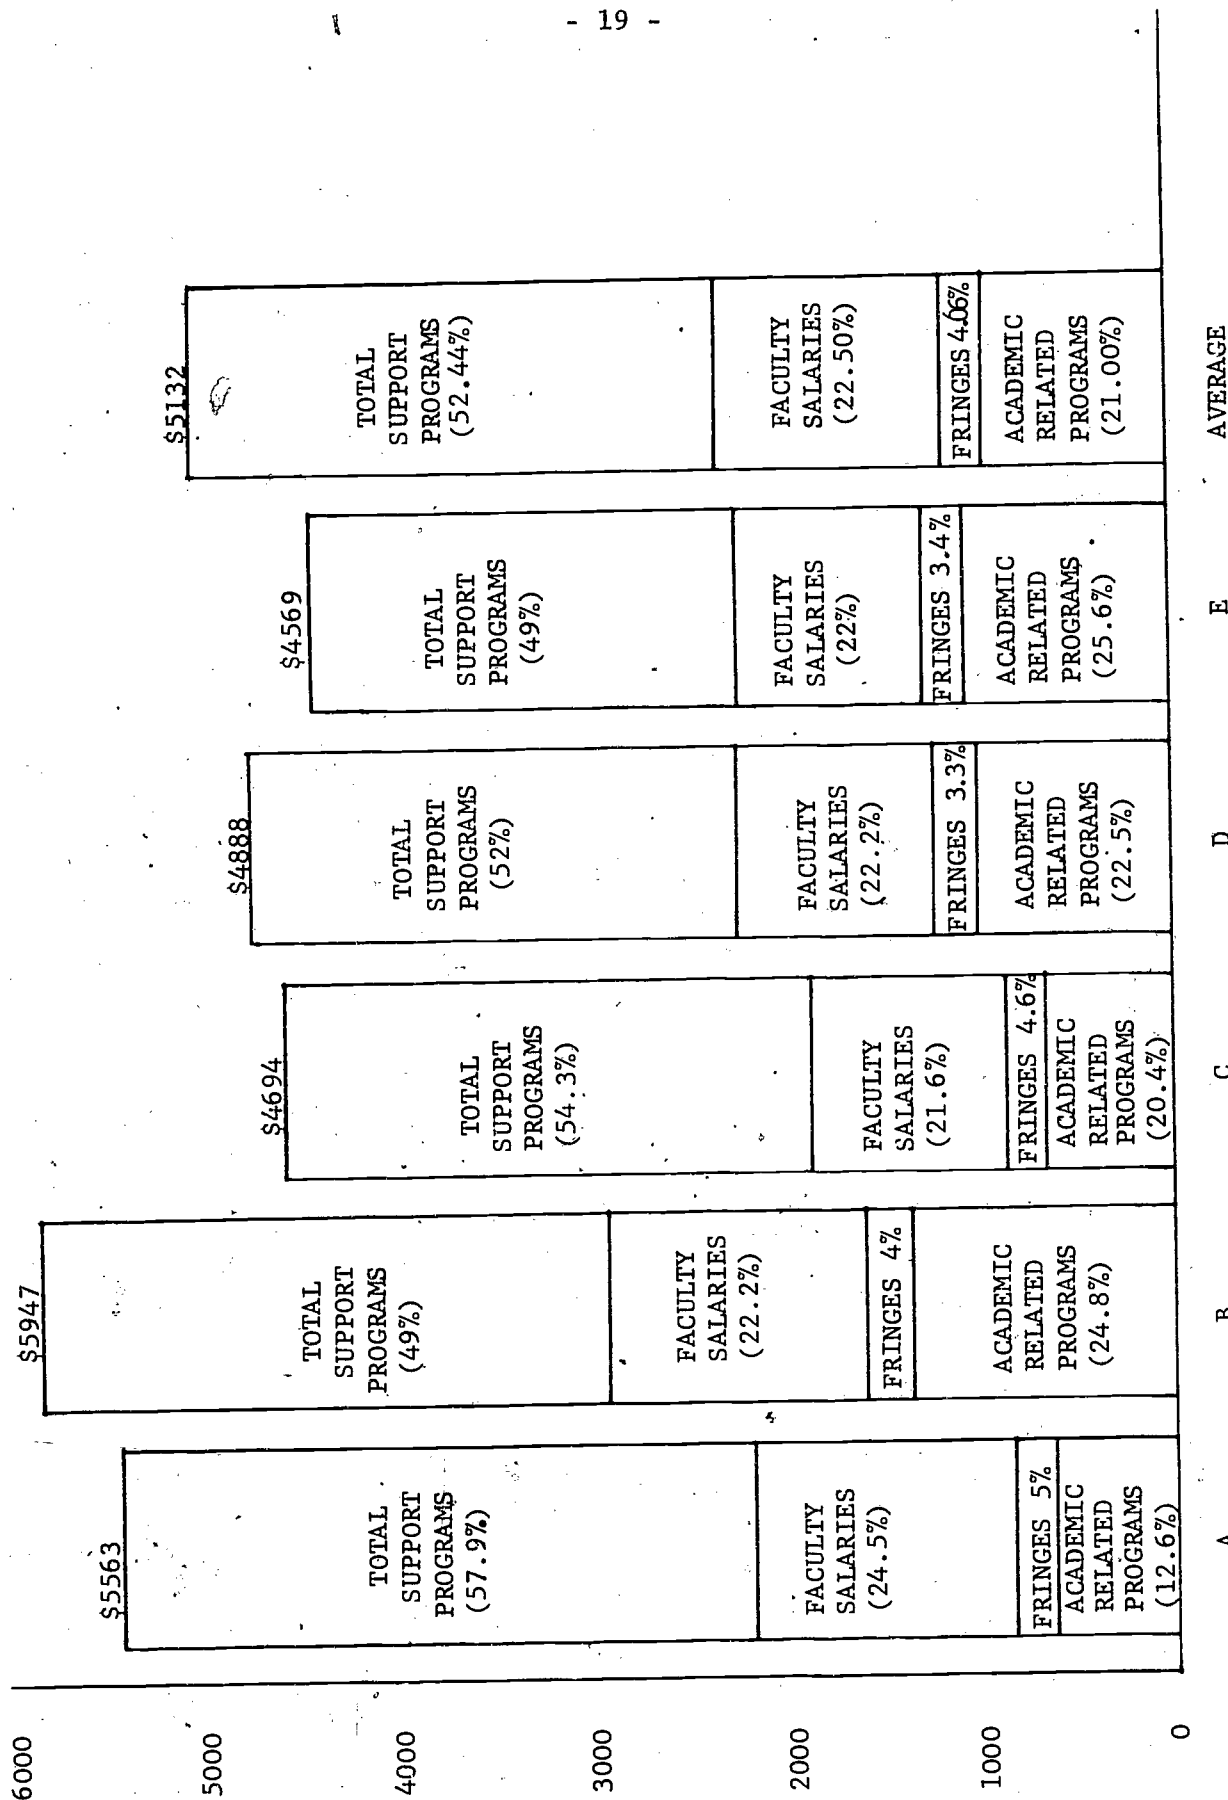 - 19 -
6000
5000
4000
3000
2000
1000
0
$5563
TOTAL
SUPPORT
PROGRAMS
(57.9%)
FACULTY
SALARIES
(24.5%)
FRINGES 5%
ACADEMIC
RELATED
PROGRAMS
(12.6%)
A
$5947
TOTAL
SUPPORT
PROGRAMS
(49%)
FACULTY
SALARIES
(22.2%)
FRINGES 4%
ACADEMIC
RELATED
PROGRAMS
(24.8%)
B
$4694
TOTAL
SUPPORT
PROGRAMS
(54.3%)
FACULTY
SALARIES
(21.6%)
FRINGES 4.6%
ACADEMIC
RELATED
PROGRAMS
(20.4%)
C
$4888
TOTAL
SUPPORT
PROGRAMS
(52%)
FACULTY
SALARIES
(22.2%)
FRINGES 3.3%
ACADEMIC
RELATED
PROGRAMS
(22.5%)
D
$4569
TOTAL
SUPPORT
PROGRAMS
(49%)
FACULTY
SALARIES
(22%)
FRINGES 3.4%
ACADEMIC
RELATED
PROGRAMS
(25.6%)
E
$5132
TOTAL
SUPPORT
PROGRAMS
(52.44%)
FACULTY
SALARIES
(22.50%)
FRINGES 4.06%
ACADEMIC
RELATED
PROGRAMS
(21.00%)
AVERAGE